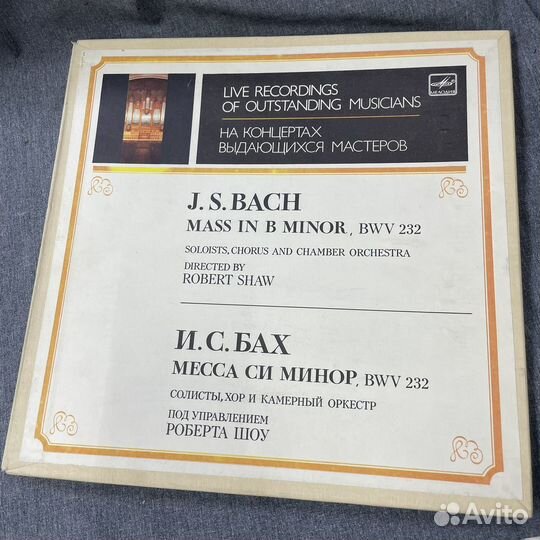 LIVE RECORDINGS
OF OUTSTANDING MUSICIANS
МЕЛОДИЯ
НА КОНЦЕРТАХ
ВЫДАЮЩИХСЯ МАСТЕРОВ
J. S. BACH
MASS IN B MINOR, BWV 232
SOLOISTS, CHORUS AND CHAMBER ORCHESTRA
DIRECTED BY
ROBERT SHAW
И. С. БАХ
МЕССА СИ МИНОР, BWV 232
СОЛИСТЫ, ХОР И КАМЕРНЫЙ ОРКЕСТР
ПОД УПРАВЛЕНИЕМ
РОБЕРТА ШОУ
Avito